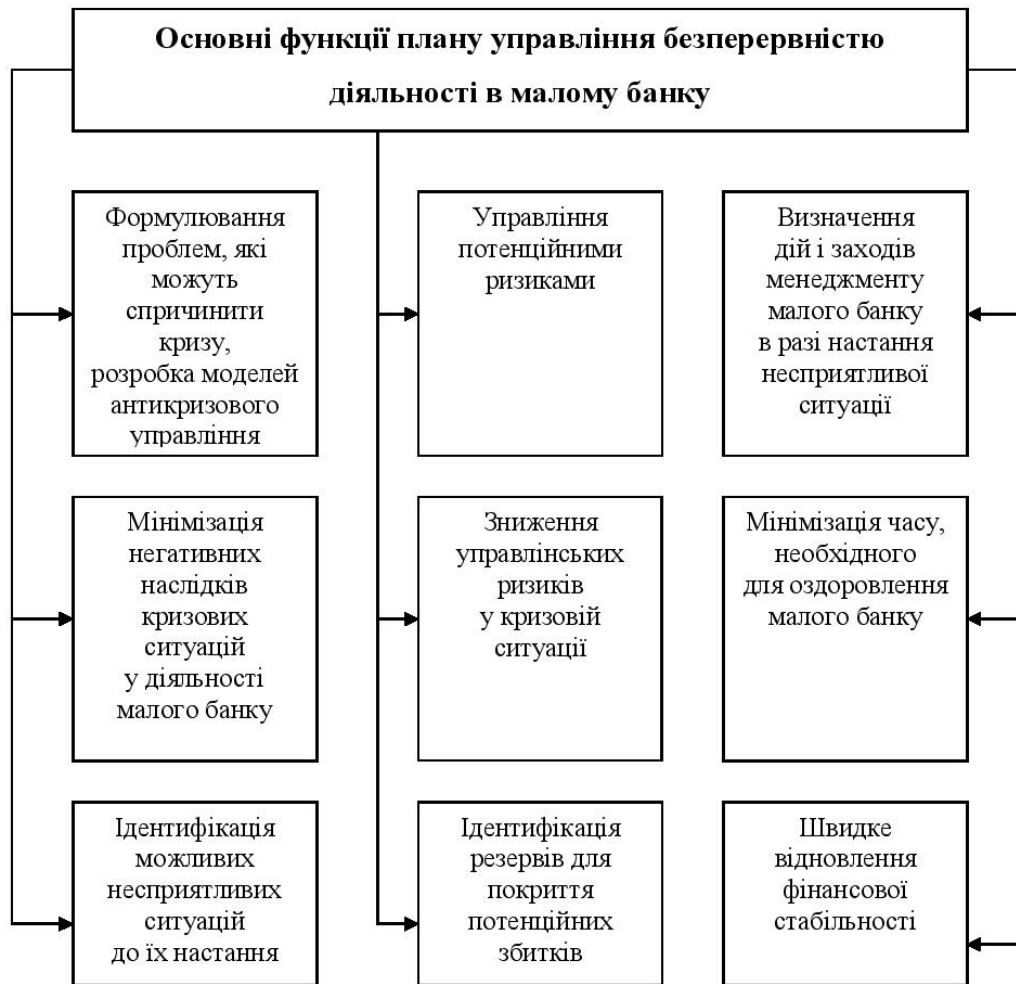 Основні функції плану управління безперервністю
діяльності в малому банку
Формулювання
проблем, які
можуть
спричинити
кризу,
розробка моделей
антикризового
управління
Управління
потенційними
ризиками
Визначення
дій і заходів
менеджменту
малого банку
в разі настання
несприятливої
ситуації
Мінімізація
негативних
наслідків
кризових
ситуацій
у діяльності
малого банку
Зниження
управлінських
ризиків
у кризовій
ситуації
Мінімізація часу,
необхідного
для оздоровлення
малого банку
Ідентифікація
можливих
несприятливих
ситуацій
до їх настання
Ідентифікація
резервів для
покриття
потенційних
збитків
Швидке
відновлення
фінансової
стабільності